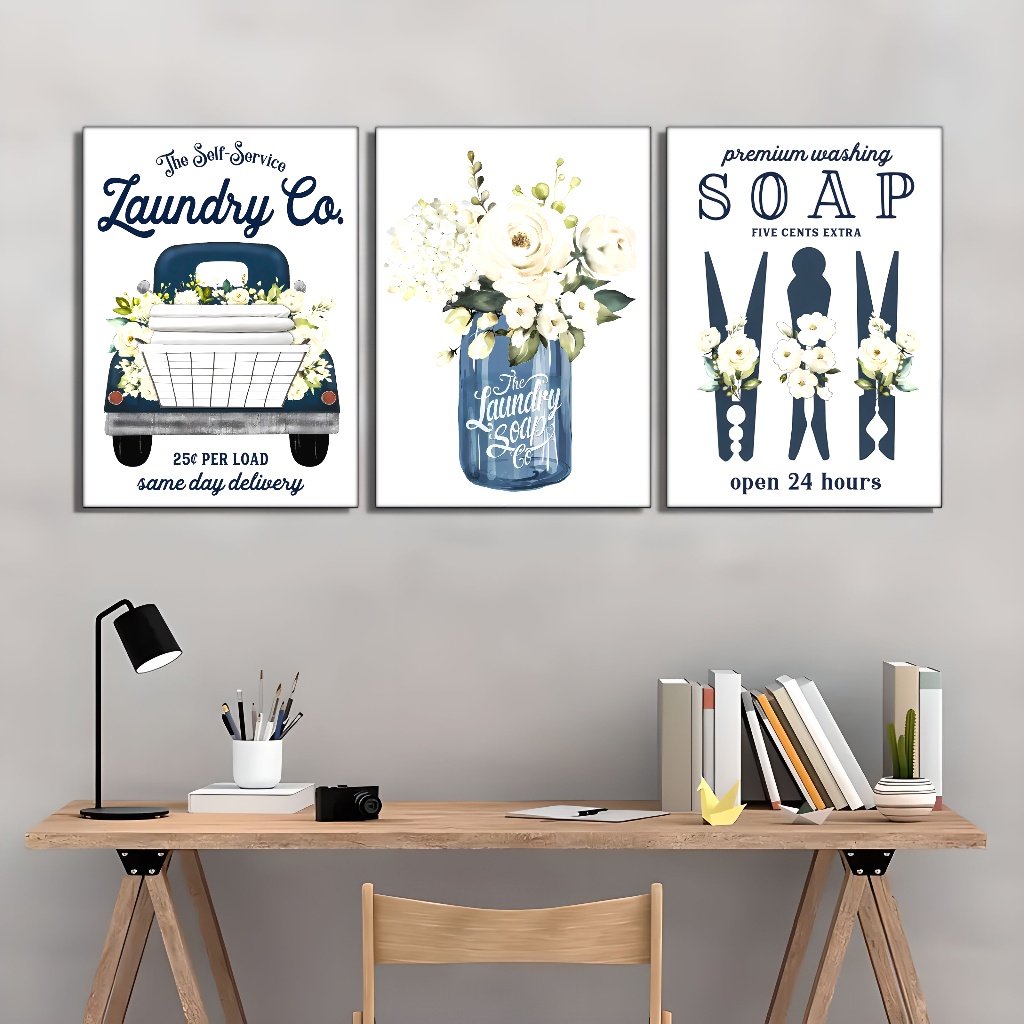 The Self-Service
Laundry Co.
25¢ PER LOAD
same day delivery
The
Laundry
Soap
Co
premium washing
SOAP
FIVE CENTS EXTRA
open 24 hours